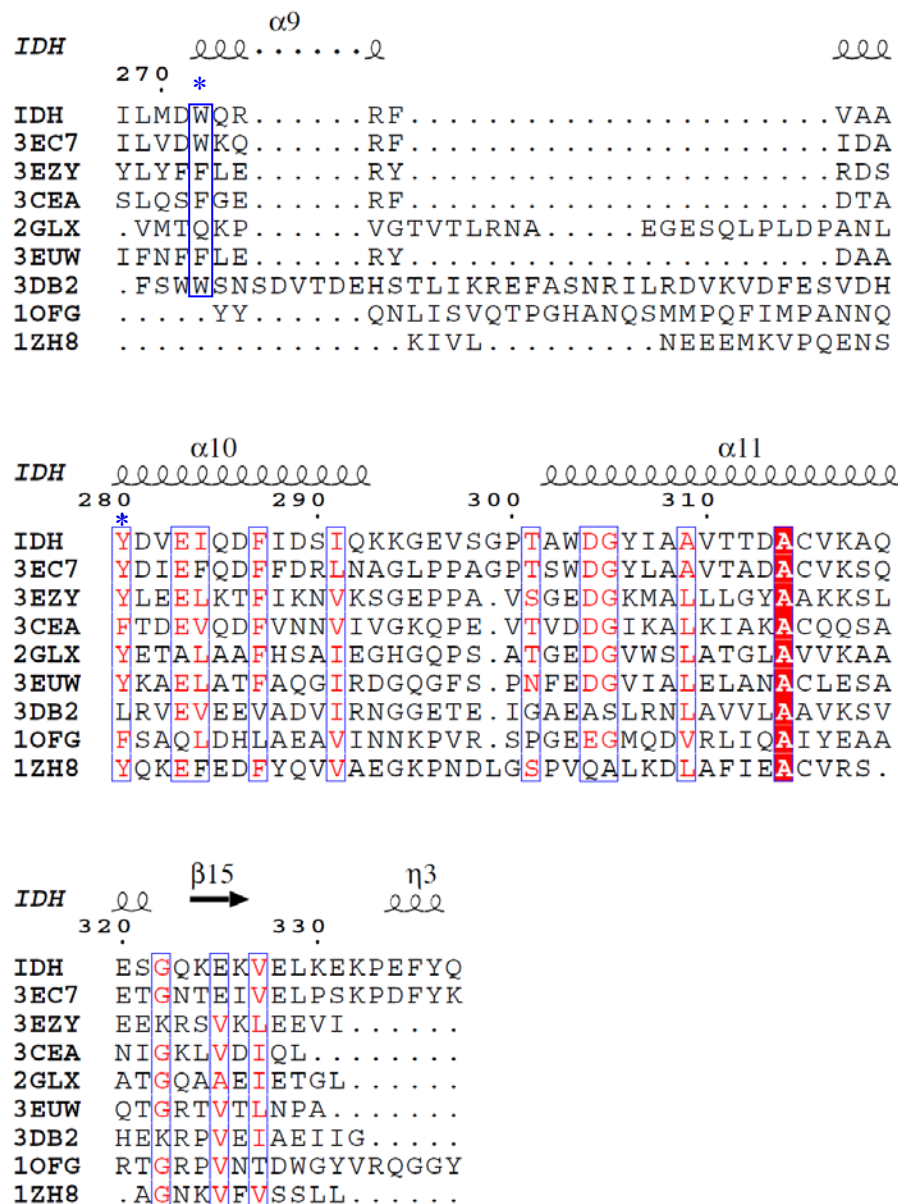 α9
IDH ......
270 *
IDH ILMDWQR......RF......................VAA
3EC7 ILVDWKQ......RF......................IDA
3EZY YLYFFLE......RY......................RDS
3CEA SLQSFGE......RF......................DTA
2GLX .VMTQKP......VGTVTLRNA.....EGESQLPLDPANL
3EUW IFNFFLE......RY......................DAA
3DB2 .FSWWSNSDVTDEHSTLIKREFASNRILRDVKVDFESVDH
1OFG .....YY......QNLISVQTPGHANQSMMPQFIMPANNQ
1ZH8 ...............KIVL.........NEEEMKVPQENS
α10 α11
IDH
280 290 300 310
* . . .
IDH YDVEIQDFIDSIQKKGEVSGPTAWDGYIAAVTTDACVKAQ
3EC7 YDIEFQDFFDRLNAGLPPAGPTSWDGYLAAVTADACVKSQ
3EZY YLEELKTFIKNVKSGEPPA.VSGEDGKMALLLGYAAKKSL
3CEA FTDEVQDFVNNVIVGKQPE.VTVDDGIKALKIAKACQQSA
2GLX YETALAAFHSAIEGHGQPS.ATGEDGVWSLATGLAVVKAA
3EUW YKAELATFAQGIRDGQGFS.PNFEDGVIALELANACLESA
3DB2 LRVEVEEVADVIRNGGETE.IGAEASLRNLAVVLAAVKSV
1OFG FSAQLDHLAEAVINNKPVR.SPGEEGMQDVRLIQAIYEAA
1ZH8 YQKEFEDFYQVVAEGKPNDLGSPVQALKDLAFIEACVRS.
β15 η3
IDH
320 330
. .
IDH ESGQKEKVELKEKPEFYQ
3EC7 ETGNTEIVELPSKPDFYK
3EZY EEKRSVKLEEVI......
3CEA NIGKLVDIQL........
2GLX ATGQAAEIETGL......
3EUW QTGRTVTLNPA.......
3DB2 HEKRPVEIAEIIG.....
1OFG RTGRPVNTDWGYVRQGGY
1ZH8 .AGNKVFVSSLL......